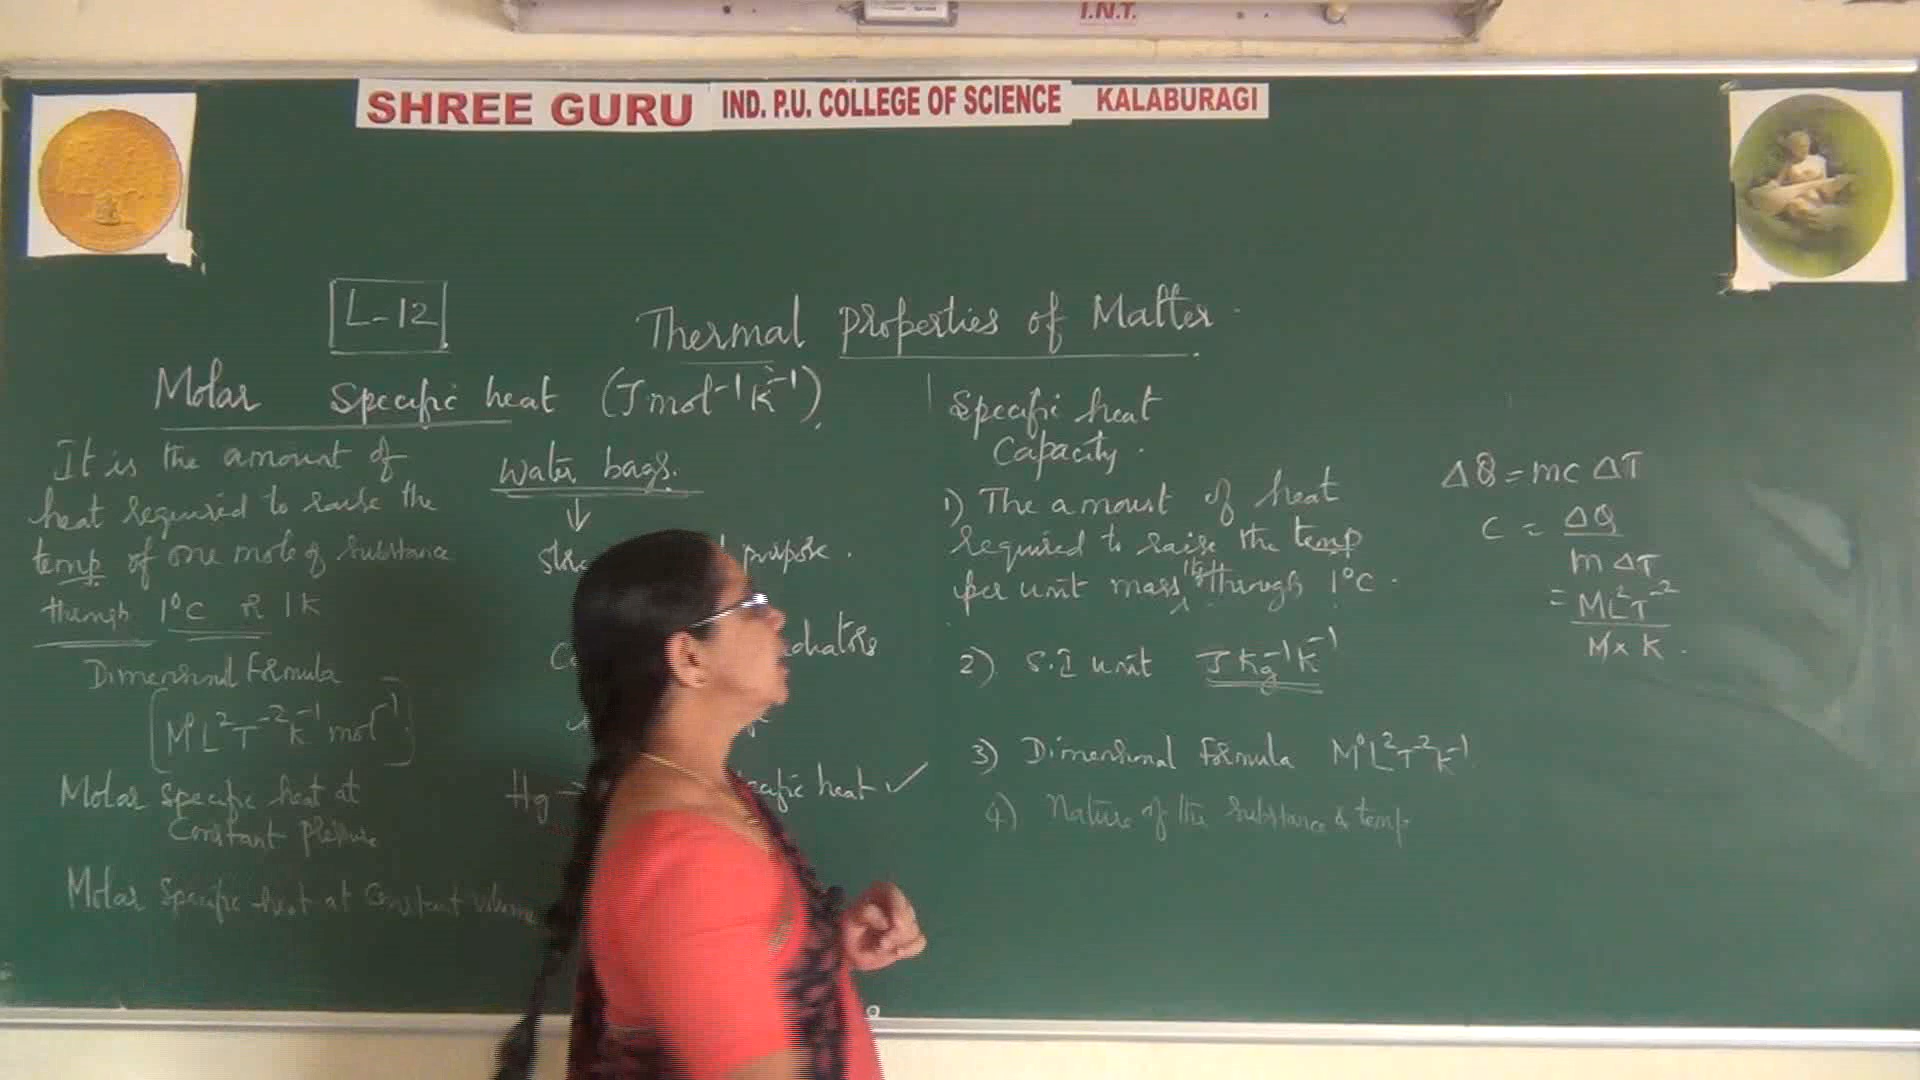 I.N.T.
SHREE GURU IND. P.U. COLLEGE OF SCIENCE KALABURAGI
L-12
Thermal Properties of Matter.
Molar Specific heat (J mol⁻¹ K⁻¹)
It is the amount of
heat required to raise the
temp of one mole of substance
through 1°C & 1K
Dimensional Formula
[M⁰L²T⁻²K⁻¹mol⁻¹]
Molar Specific heat at
Constant Pressure
Molar Specific heat at Constant volume
Water bags.
↓
purpose.
Hg → cific heat ✓
Specific heat
Capacity.
1) The amount of heat
required to raise the temp
per unit mass through 1°C.
2) S.I unit J Kg⁻¹ K⁻¹
3) Dimensional Formula M⁰L²T⁻²K⁻¹
4) Nature of the substance & temp
ΔQ = mc ΔT
C = ΔQ
m ΔT
= ML²T⁻²
M x K.